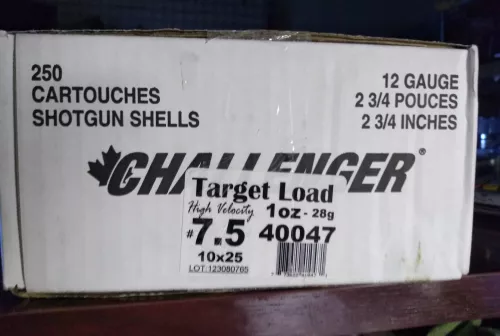 250
CARTOUCHES
SHOTGUN SHELLS
12 GAUGE
2 3/4 POUCES
2 3/4 INCHES
CHALLENGER®
Target Load
High Velocity 1oz - 28g
#7.5 40047
10x25
LOT:123080765